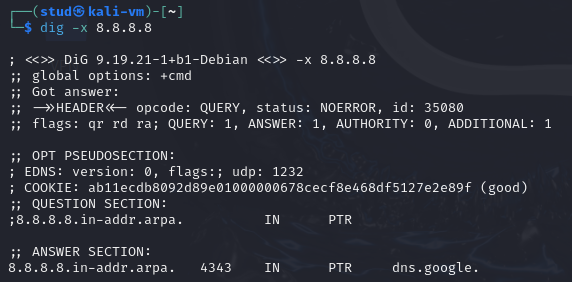 ┌──(stud㉿kali-vm)-[~]
└─$ dig -x 8.8.8.8
; <<>> DiG 9.19.21-1+b1-Debian <<>> -x 8.8.8.8
;; global options: +cmd
;; Got answer:
;; ->>HEADER<<- opcode: QUERY, status: NOERROR, id: 35080
;; flags: qr rd ra; QUERY: 1, ANSWER: 1, AUTHORITY: 0, ADDITIONAL: 1
;; OPT PSEUDOSECTION:
; EDNS: version: 0, flags:; udp: 1232
; COOKIE: ab11ecdb8092d89e01000000678cecf8e468df5127e2e89f (good)
;; QUESTION SECTION:
;8.8.8.8.in-addr.arpa. IN PTR
;; ANSWER SECTION:
8.8.8.8.in-addr.arpa. 4343 IN PTR dns.google.